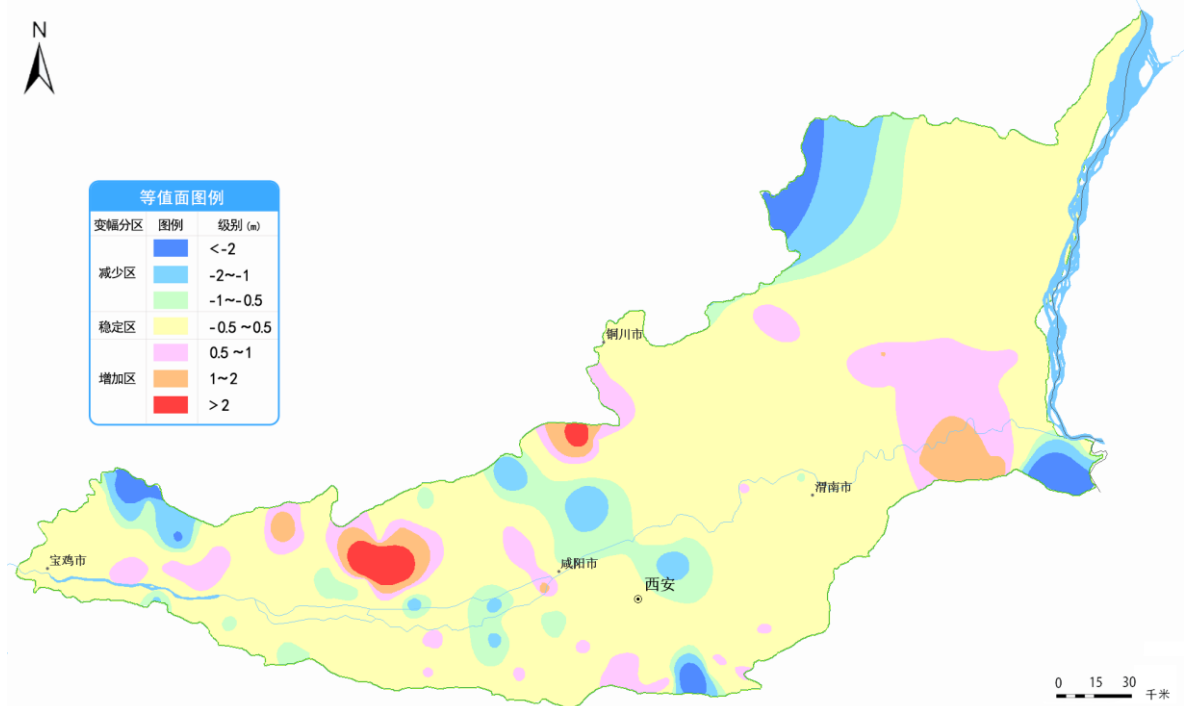 N
等值面图例
变幅分区 图例 级别 (m)
减少区
<-2
-2~-1
-1~-0.5
稳定区 -0.5~0.5
增加区
0.5~1
1~2
>2
铜川市
渭南市
宝鸡市
咸阳市
西安
0 15 30 千米